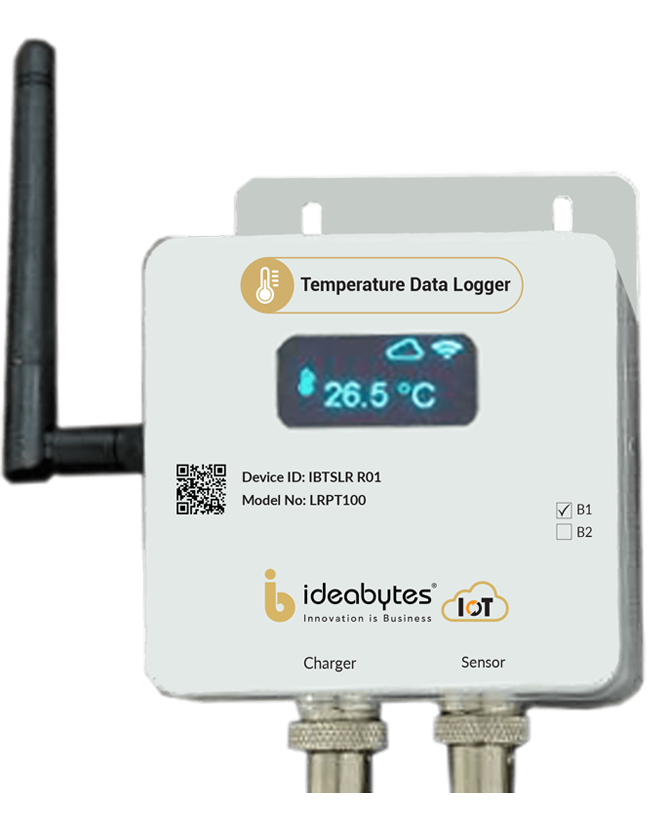 Temperature Data Logger
26.5 °C
Device ID: IBTSLR R01
Model No: LRPT100
B1
B2
ideabytes®
IoT
Innovation is Business
Charger
Sensor